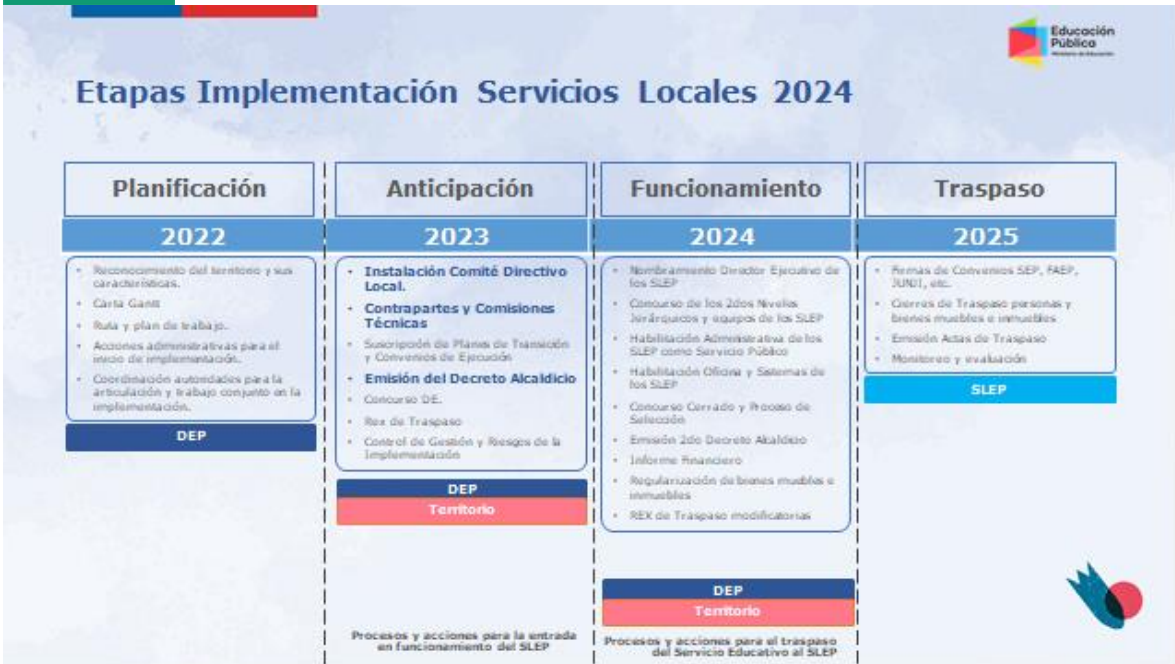 Educación
Pública
Ministerio de Educación
Etapas Implementación Servicios Locales 2024
Planificación
2022
• Reconocimiento del territorio y sus
características.
• Carta Gantt
• Ruta y plan de trabajo.
• Acciones administrativas para el
inicio de implementación.
• Coordinación autoridades para la
articulación y trabajo conjunto en la
implementación.
DEP
Anticipación
2023
• Instalación Comité Directivo
Local.
• Contrapartes y Comisiones
Técnicas
• Suscripción de Planes de Transición
y Convenios de Ejecución
• Emisión del Decreto Alcaldicio
• Concurso DE.
• Rex de Traspaso
• Control de Gestión y Riesgos de la
Implementación
DEP
Territorio
Procesos y acciones para la entrada
en funcionamiento del SLEP
Funcionamiento
2024
• Nombramiento Director Ejecutivo de
los SLEP
• Concurso de los 2dos Niveles
Jerárquicos y equipos de los SLEP
• Habilitación Administrativa de los
SLEP como Servicio Público
• Habilitación Oficina y Sistemas de
los SLEP
• Concurso Cerrado y Proceso de
Selección
• Emisión 2do Decreto Alcaldicio
• Informe Financiero
• Regularización de bienes muebles e
inmuebles
• REX de Traspaso modificatorias
DEP
Territorio
Procesos y acciones para el traspaso
del Servicio Educativo al SLEP
Traspaso
2025
• Firmas de Convenios SEP, FAEP,
JUNJI, etc.
• Cierres de Traspaso personas y
bienes muebles e inmuebles
• Emisión Actas de Traspaso
• Monitoreo y evaluación
SLEP